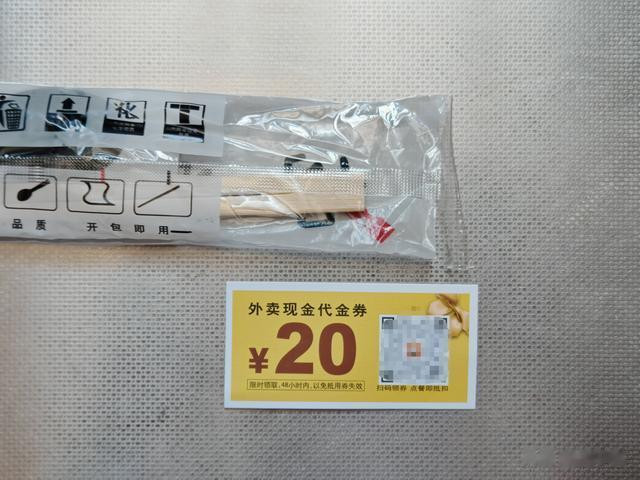 品质 开包即用
外卖现金代金券
¥20
限时领取,48小时内,以免抵用券失效
扫码领券 点餐即抵扣